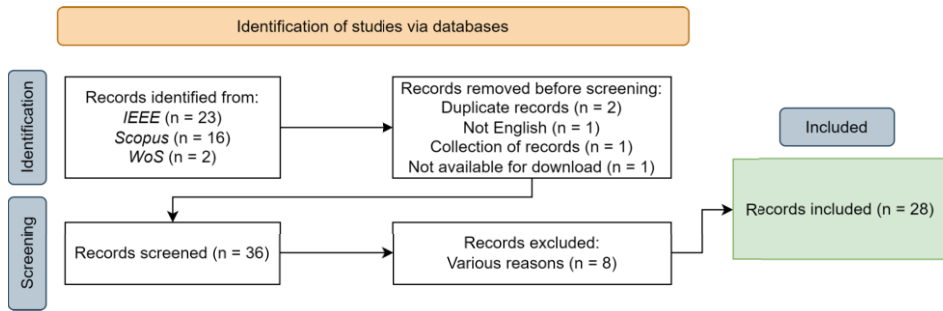 Identification of studies via databases
Identification
Records identified from:
IEEE (n = 23)
Scopus (n = 16)
WoS (n = 2)
Records removed before screening:
Duplicate records (n = 2)
Not English (n = 1)
Collection of records (n = 1)
Not available for download (n = 1)
Included
Records included (n = 28)
Screening
Records screened (n = 36)
Records excluded:
Various reasons (n = 8)